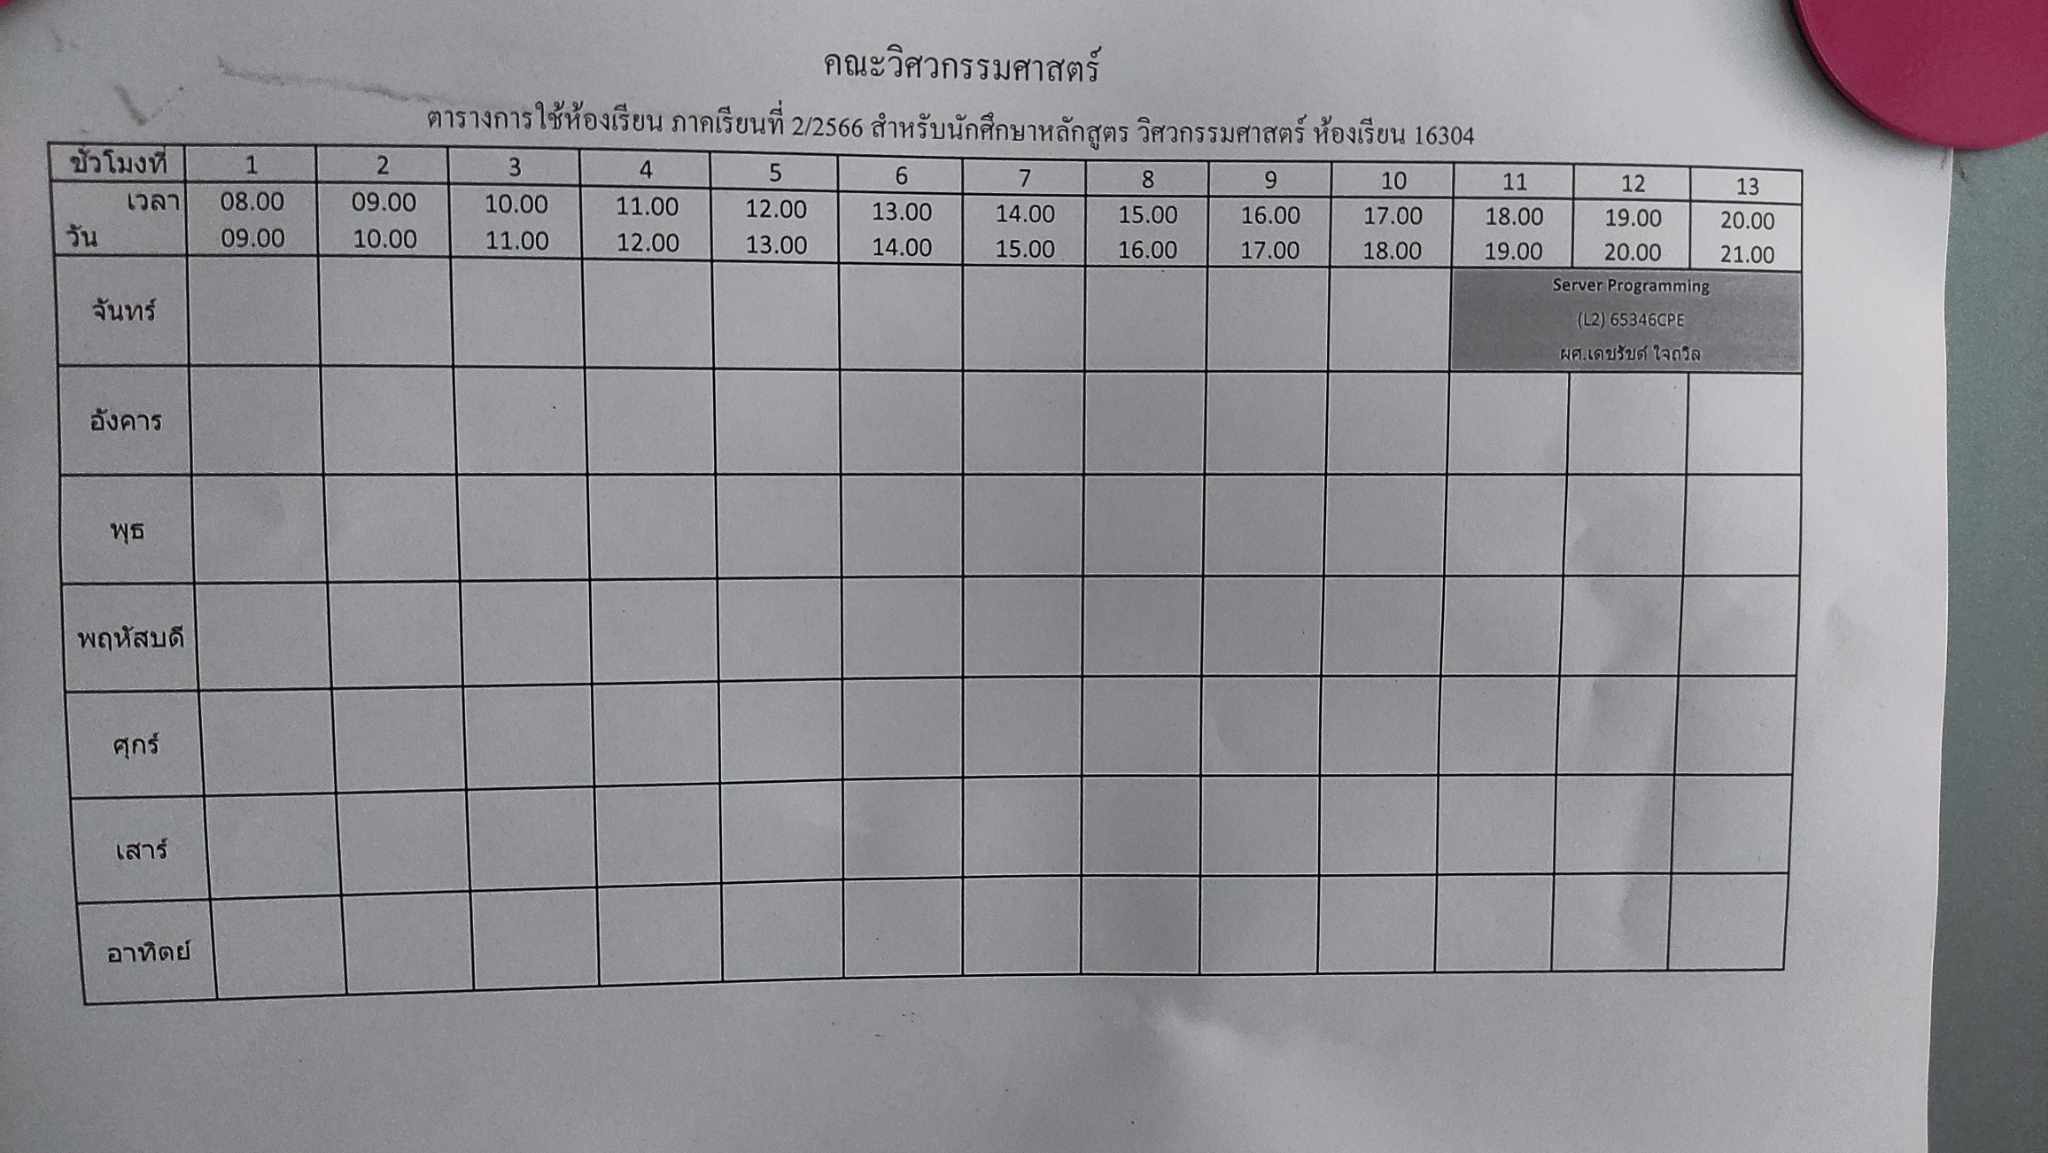 คณะวิศวกรรมศาสตร์
ตารางการใช้ห้องเรียน ภาคเรียนที่ 2/2566 สำหรับนักศึกษาหลักสูตร วิศวกรรมศาสตร์ ห้องเรียน 16304
ชั่วโมงที่ 1 2 3 4 5 6 7 8 9 10 11 12 13
เวลา 08.00 09.00 10.00 11.00 12.00 13.00 14.00 15.00 16.00 17.00 18.00 19.00 20.00
วัน 09.00 10.00 11.00 12.00 13.00 14.00 15.00 16.00 17.00 18.00 19.00 20.00 21.00
จันทร์
Server Programming
(L2) 65346CPE
ผศ.เดชรัชต์ ใจถวิล
อังคาร
พุธ
พฤหัสบดี
ศุกร์
เสาร์
อาทิตย์